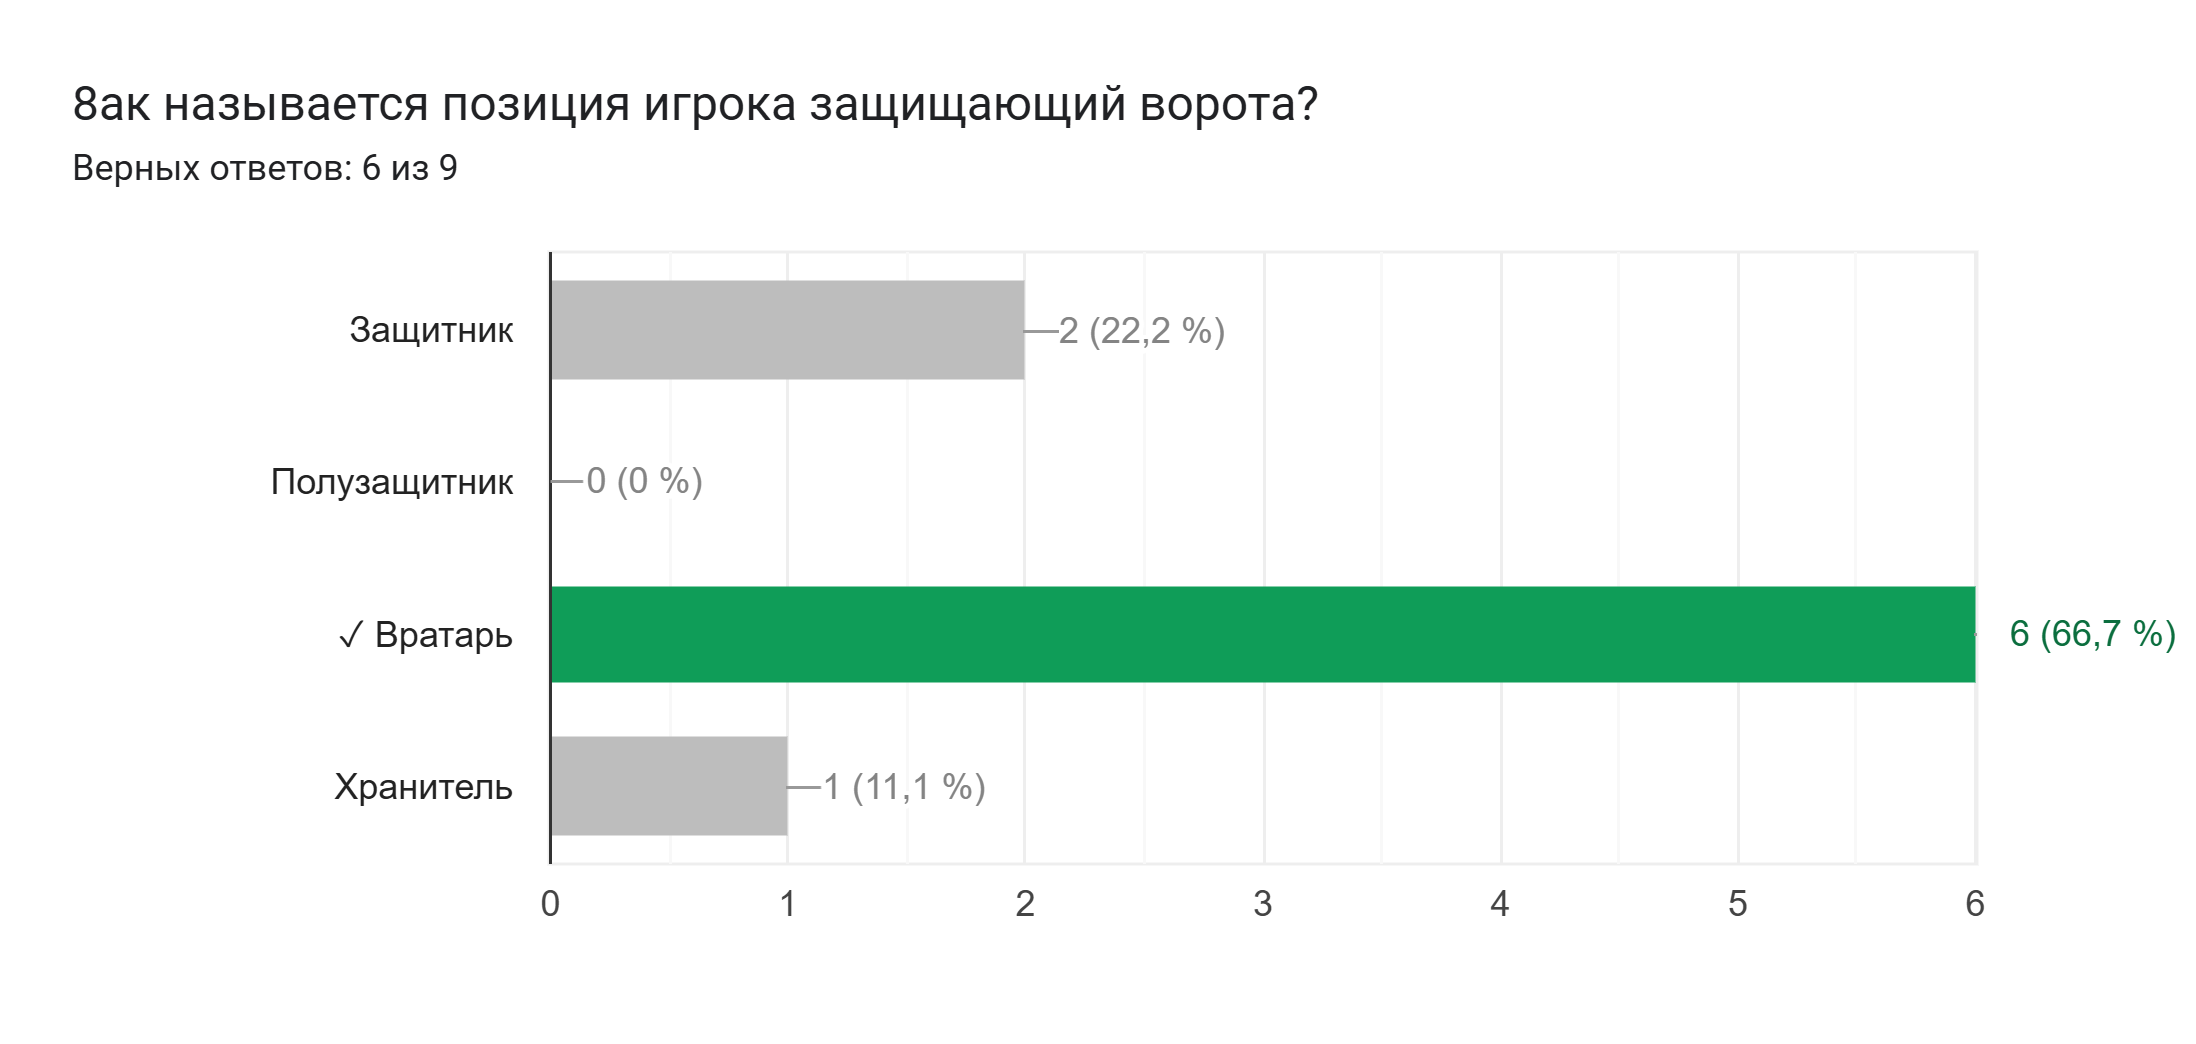 8ак называется позиция игрока защищающий ворота?
Верных ответов: 6 из 9
Защитник
2 (22,2 %)
Полузащитник
0 (0 %)
✓ Вратарь
6 (66,7 %)
Хранитель
1 (11,1 %)
0 1 2 3 4 5 6